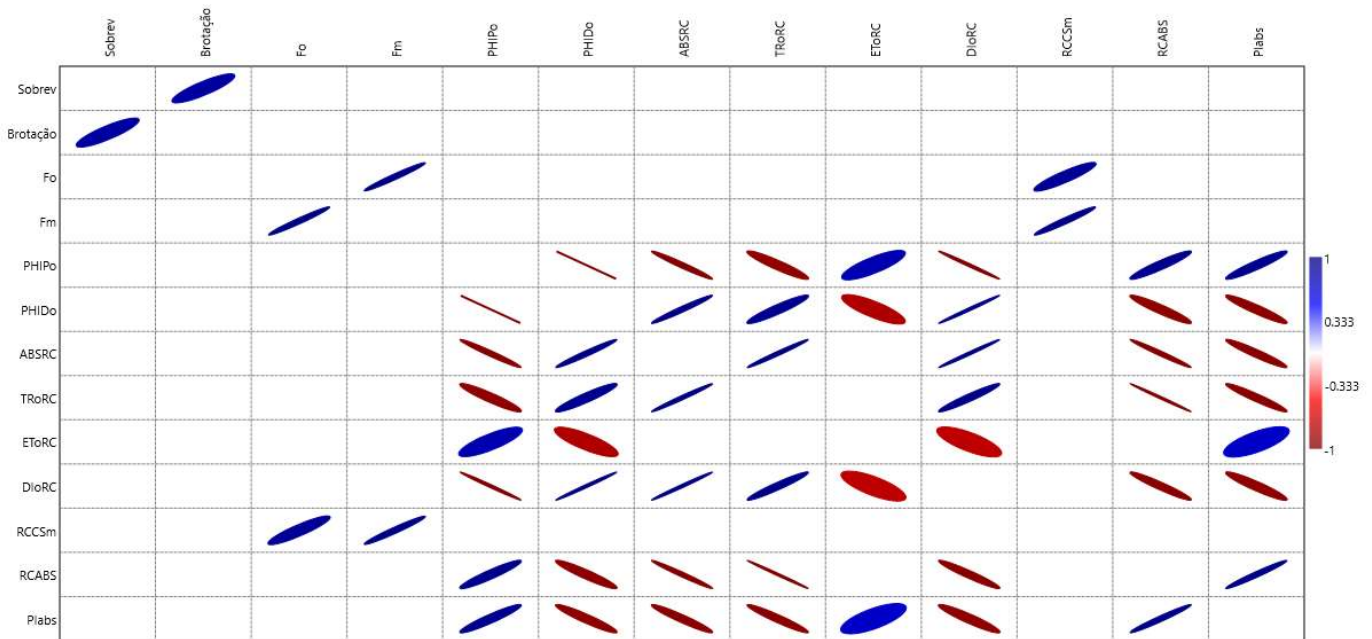 Sobrev Brotação Fo Fm PHIPo PHIDo ABSRC TRoRC EToRC DIoRC RCCSm RCABS PIabs
Sobrev
Brotação
Fo
Fm
PHIPo
PHIDo
ABSRC
TRoRC
EToRC
DIoRC
RCCSm
RCABS
PIabs
1
0.333
-0.333
-1